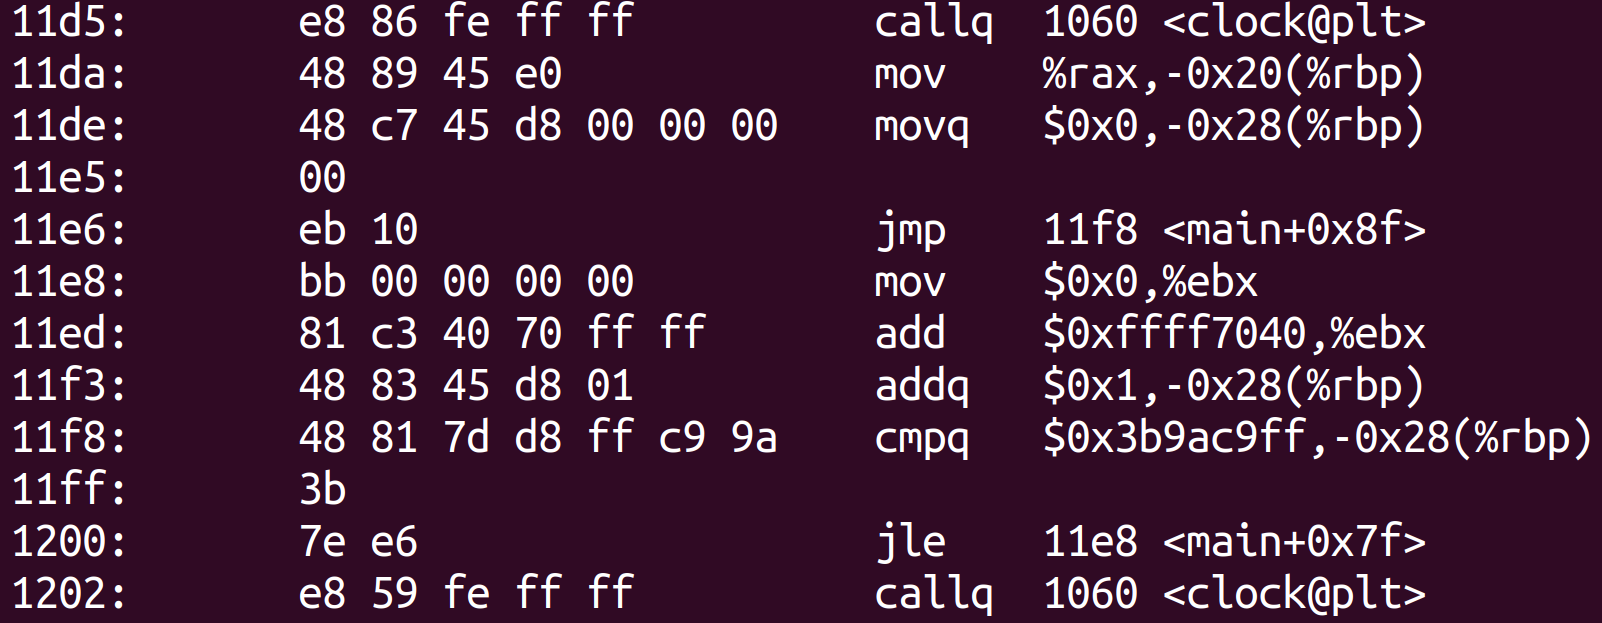 11d5: e8 86 fe ff ff callq 1060 <clock@plt>
11da: 48 89 45 e0 mov %rax,-0x20(%rbp)
11de: 48 c7 45 d8 00 00 00 movq $0x0,-0x28(%rbp)
11e5: 00
11e6: eb 10 jmp 11f8 <main+0x8f>
11e8: bb 00 00 00 00 mov $0x0,%ebx
11ed: 81 c3 40 70 ff ff add $0xffff7040,%ebx
11f3: 48 83 45 d8 01 addq $0x1,-0x28(%rbp)
11f8: 48 81 7d d8 ff c9 9a cmpq $0x3b9ac9ff,-0x28(%rbp)
11ff: 3b
1200: 7e e6 jle 11e8 <main+0x7f>
1202: e8 59 fe ff ff callq 1060 <clock@plt>